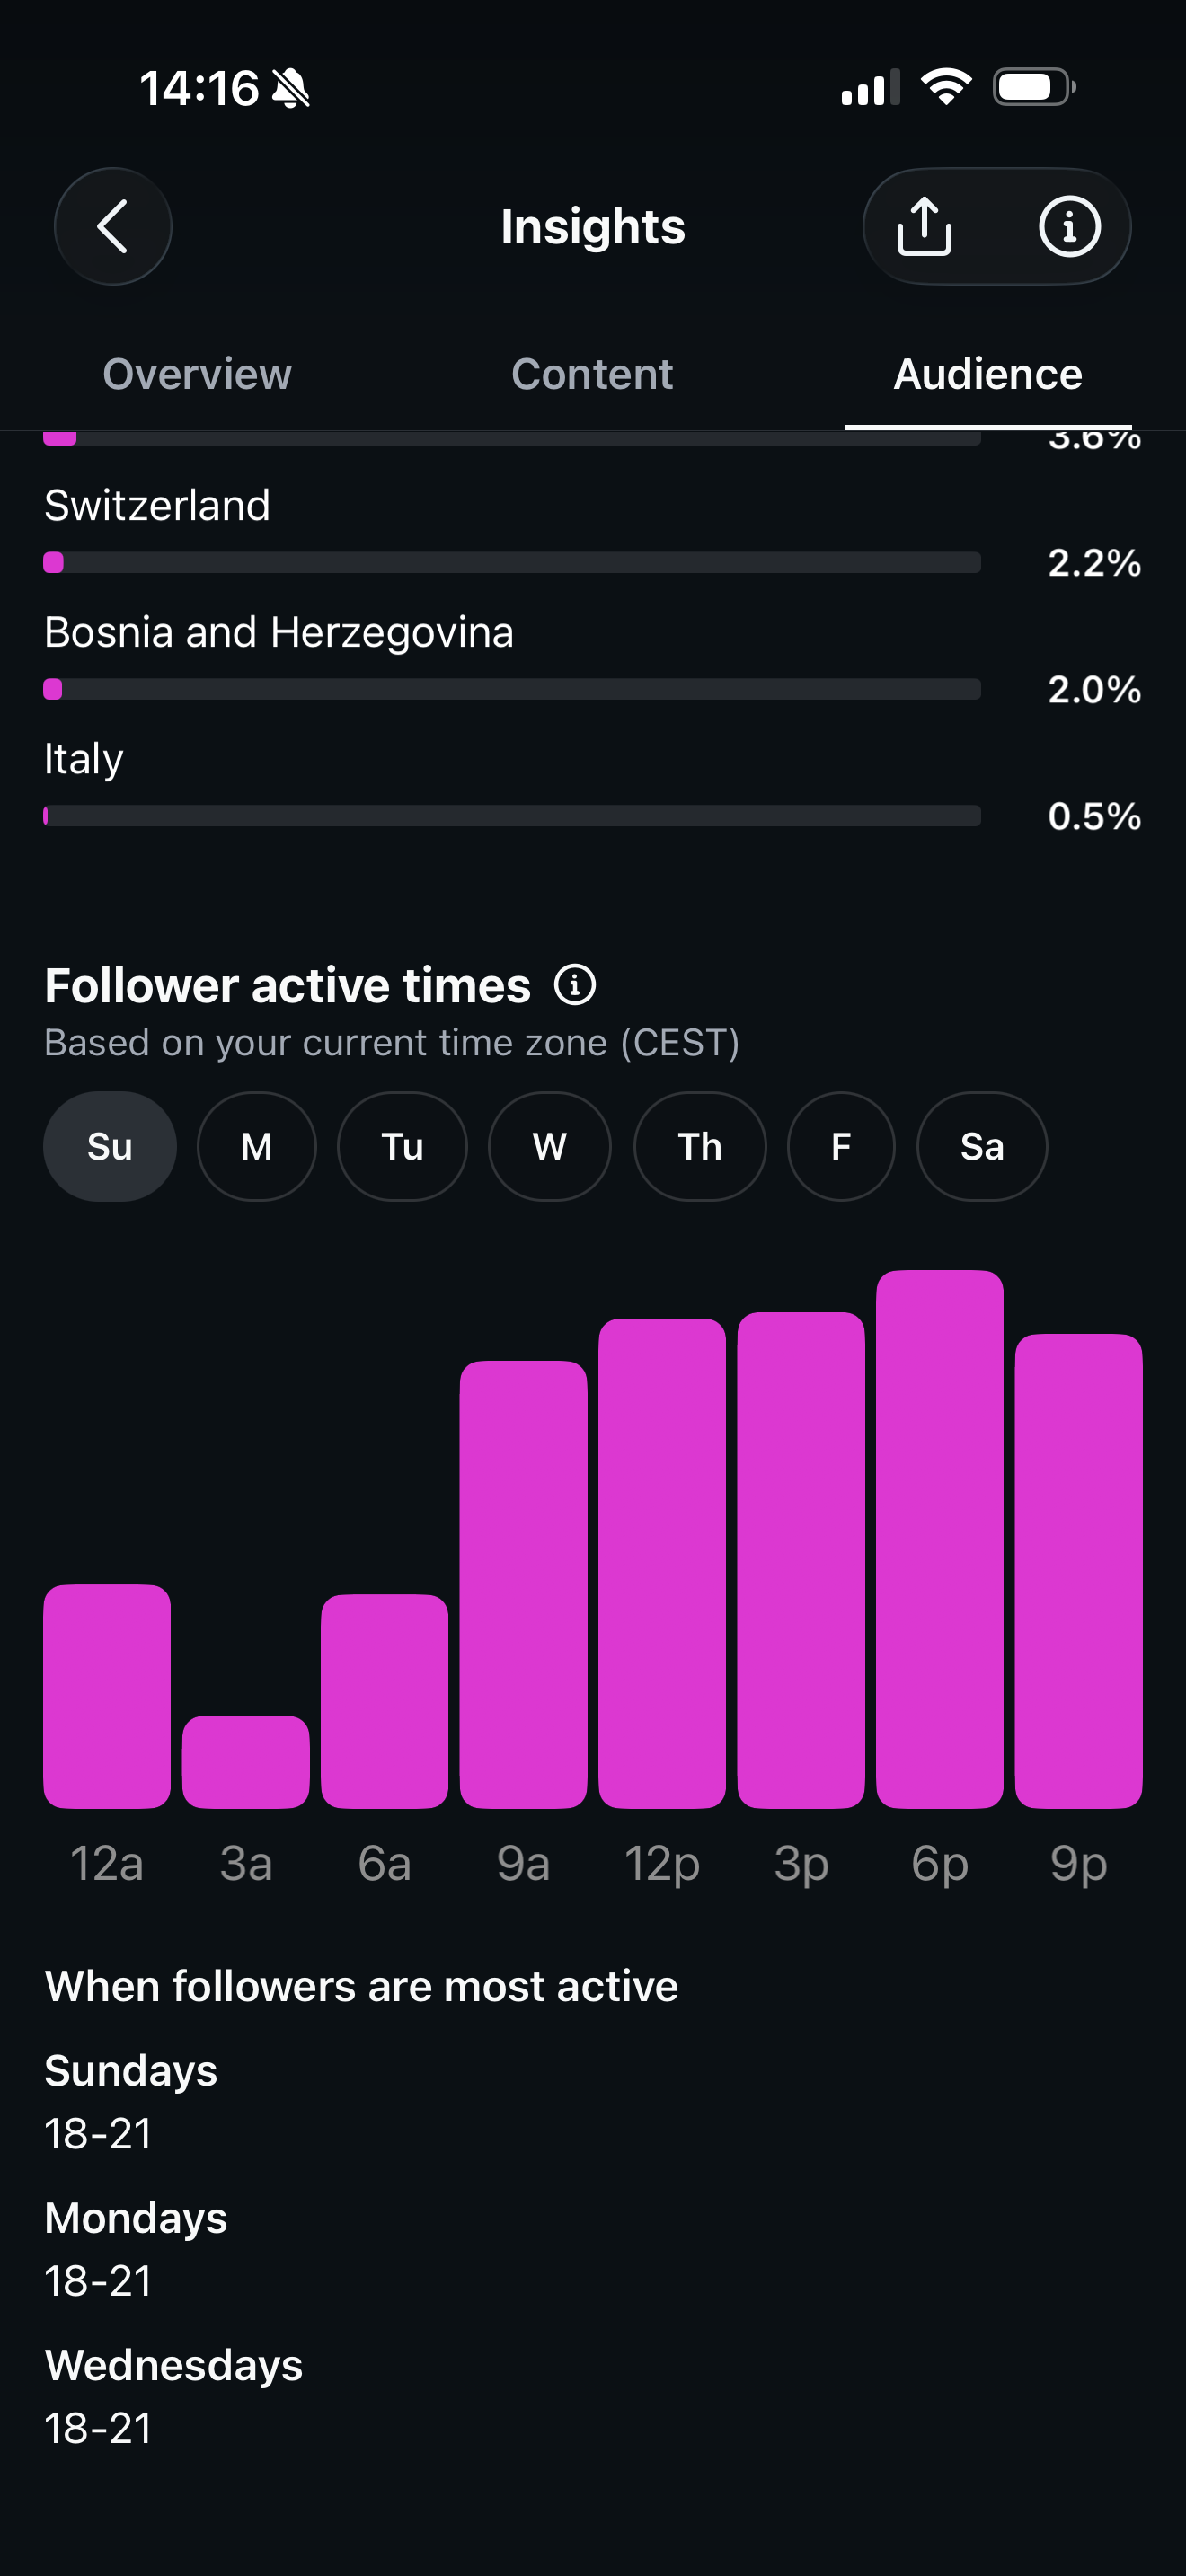 14:16
Insights
Overview Content Audience
3.6%
Switzerland
2.2%
Bosnia and Herzegovina
2.0%
Italy
0.5%
Follower active times
Based on your current time zone (CEST)
Su M Tu W Th F Sa
12a 3a 6a 9a 12p 3p 6p 9p
When followers are most active
Sundays
18-21
Mondays
18-21
Wednesdays
18-21